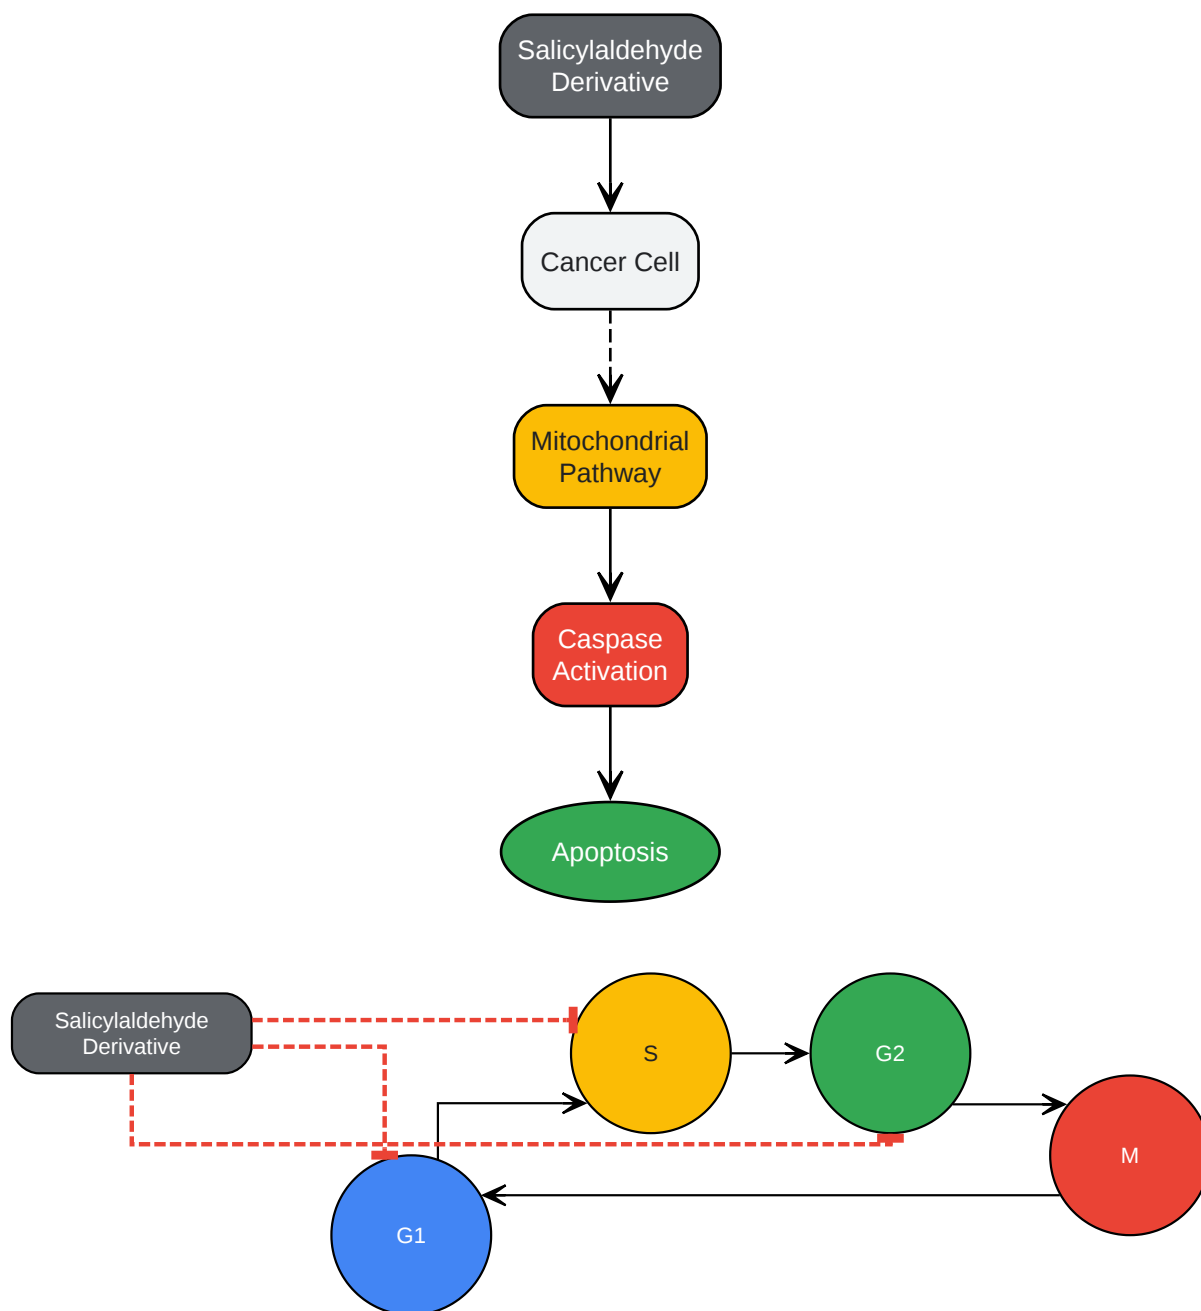 Salicylaldehyde
Derivative
Cancer Cell
Mitochondrial
Pathway
Caspase
Activation
Apoptosis
Salicylaldehyde
Derivative
S
G2
M
G1